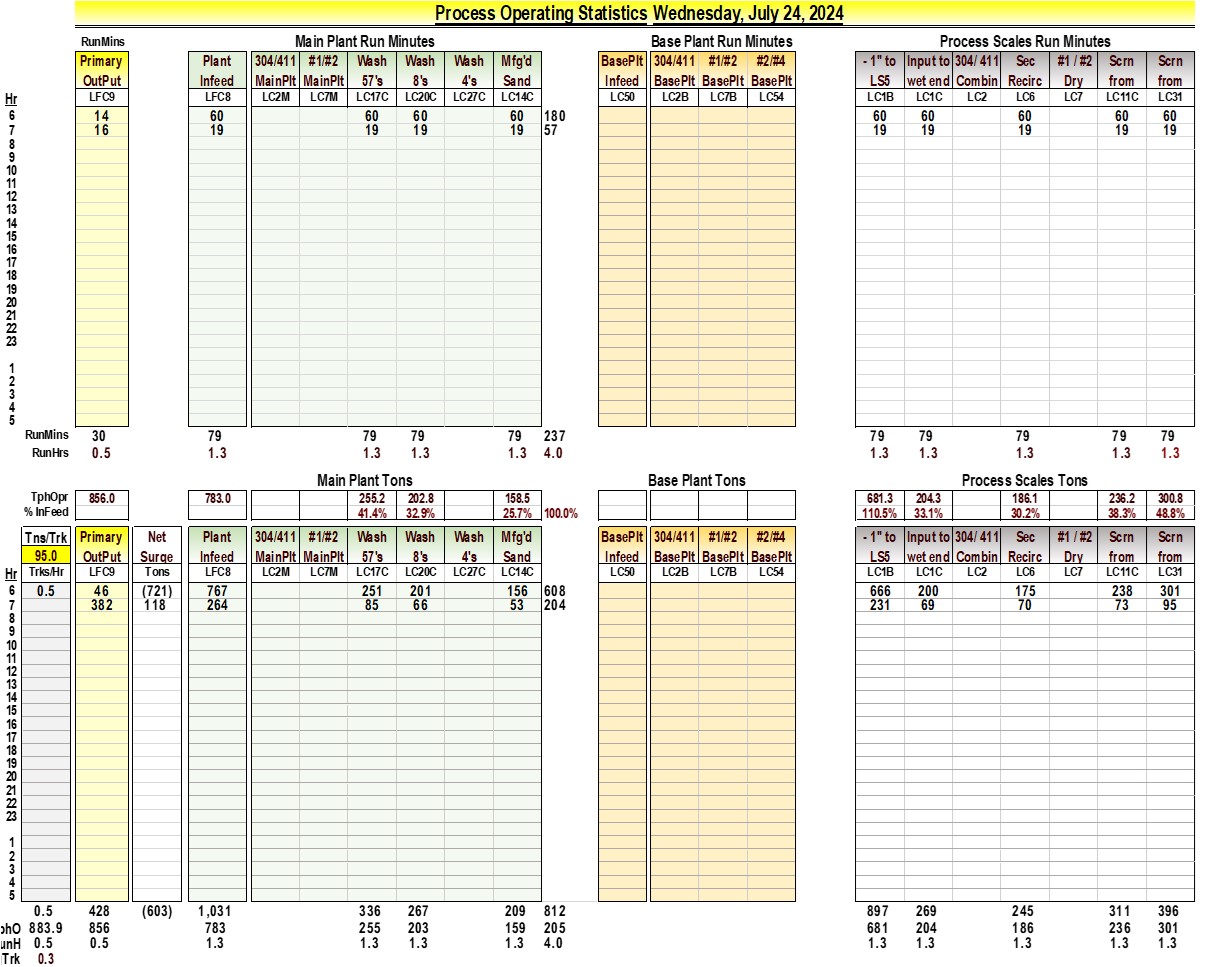 Process Operating Statistics Wednesday, July 24, 2024
RunMins Main Plant Run Minutes Base Plant Run Minutes Process Scales Run Minutes
Primary Plant 304/411 #1/#2 Wash Wash Wash Mfg'd BasePlt 304/411 #1/#2 #2/#4 - 1" to Input to 304/ 411 Sec #1 / #2 Scrn Scrn
OutPut Infeed MainPlt MainPlt 57's 8's 4's Sand Infeed BasePlt BasePlt BasePlt LS5 wet end Combin Recirc Dry from from
Hr LFC9 LFC8 LC2M LC7M LC17C LC20C LC27C LC14C LC50 LC2B LC7B LC54 LC1B LC1C LC2 LC6 LC7 LC11C LC31
6 14 60 60 60 60 180 60 60 60 60 60
7 16 19 19 19 19 57 19 19 19 19 19
8
9
10
11
12
13
14
15
16
17
18
19
20
21
22
23
1
2
3
4
5
RunMins 30 79 79 79 79 237 79 79 79 79 79
RunHrs 0.5 1.3 1.3 1.3 1.3 4.0 1.3 1.3 1.3 1.3 1.3
Main Plant Tons Base Plant Tons Process Scales Tons
TphOpr 856.0 783.0 255.2 202.8 158.5 681.3 204.3 186.1 236.2 300.8
% InFeed 41.4% 32.9% 25.7% 100.0% 110.5% 33.1% 30.2% 38.3% 48.8%
Tns/Trk Primary Net Plant 304/411 #1/#2 Wash Wash Wash Mfg'd BasePlt 304/411 #1/#2 #2/#4 - 1" to Input to 304/ 411 Sec #1 / #2 Scrn Scrn
95.0 OutPut Surge Infeed MainPlt MainPlt 57's 8's 4's Sand Infeed BasePlt BasePlt BasePlt LS5 wet end Combin Recirc Dry from from
Hr Trks/Hr LFC9 Tons LFC8 LC2M LC7M LC17C LC20C LC27C LC14C LC50 LC2B LC7B LC54 LC1B LC1C LC2 LC6 LC7 LC11C LC31
6 0.5 46 (721) 767 251 201 156 608 666 200 175 238 301
7 382 118 264 85 66 53 204 231 69 70 73 95
8
9
10
11
12
13
14
15
16
17
18
19
20
21
22
23
1
2
3
4
5
0.5 428 (603) 1,031 336 267 209 812 897 269 245 311 396
phO 883.9 856 783 255 203 159 205 681 204 186 236 301
unH 0.5 0.5 1.3 1.3 1.3 1.3 4.0 1.3 1.3 1.3 1.3 1.3
Trk 0.3